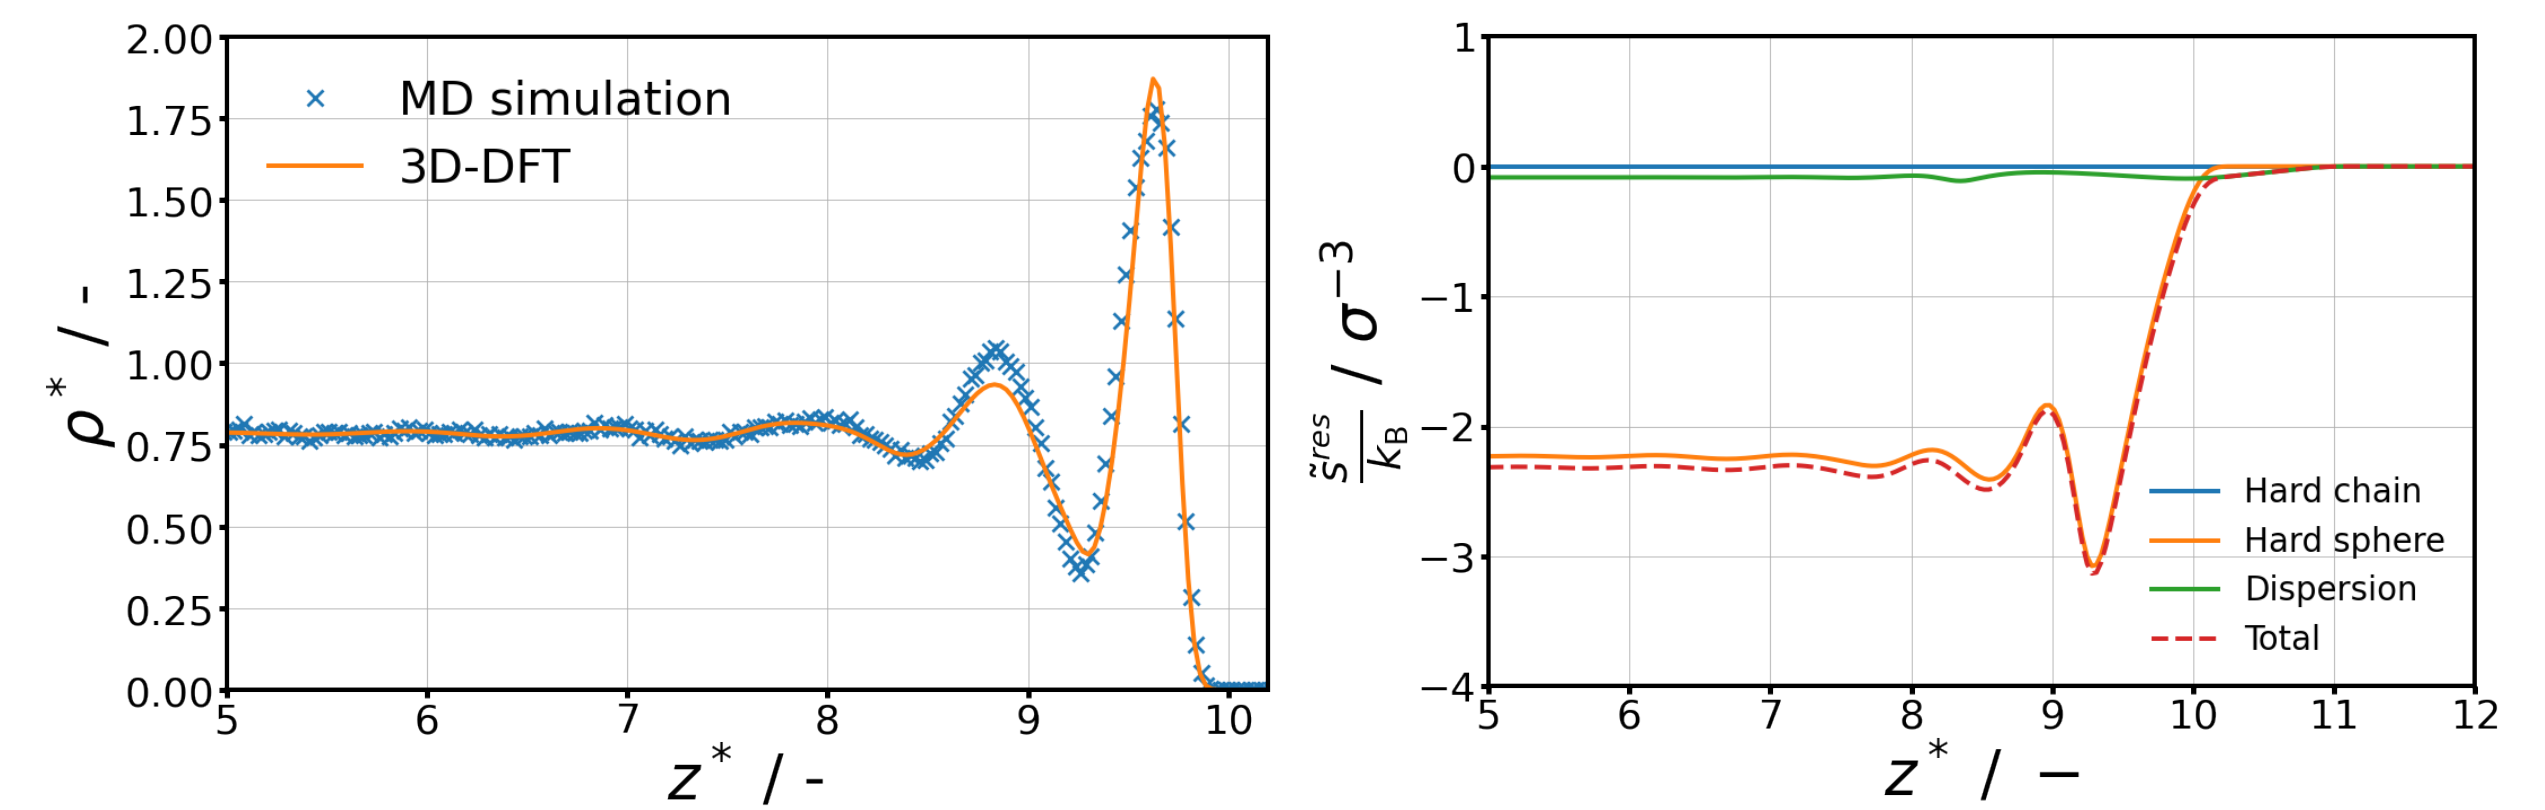 2.00
1.75
1.50
1.25
1.00
0.75
0.50
0.25
0.00
ρ* / -
MD simulation
3D-DFT
5 6 7 8 9 10
z* / -
1
0
−1
−2
−3
−4
s̃^res / k_B / σ^−3
Hard chain
Hard sphere
Dispersion
Total
5 6 7 8 9 10 11 12
z* / −